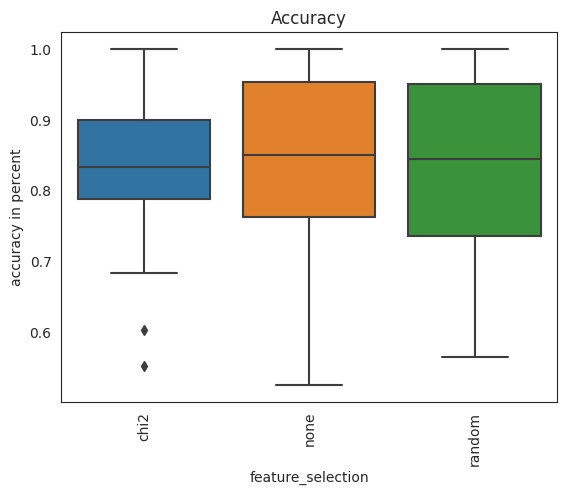 Accuracy
accuracy in percent
1.0
0.9
0.8
0.7
0.6
chi2
none
random
feature_selection